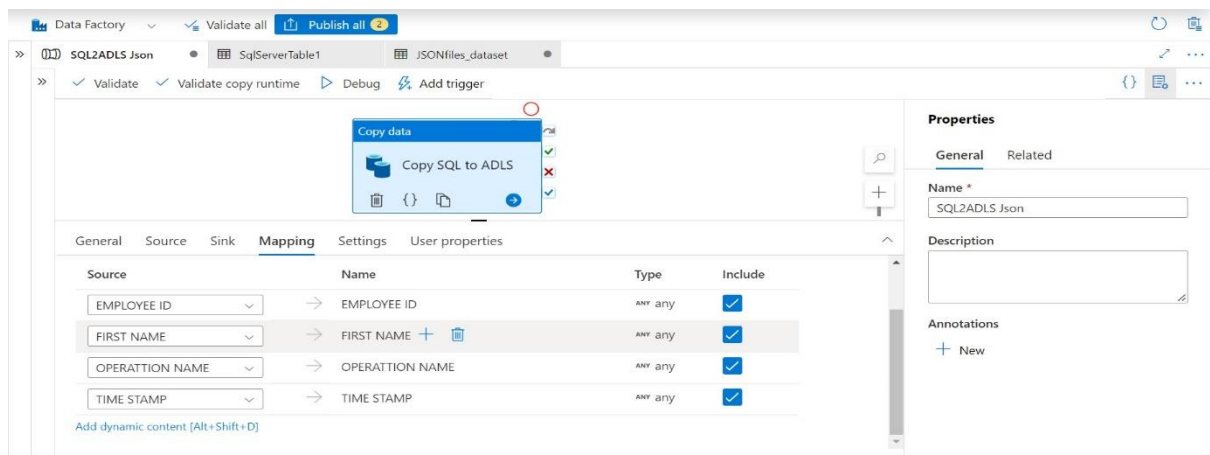 Data Factory Validate all Publish all 2
SQL2ADLS Json SqlServerTable1 JSONfiles_dataset
Validate Validate copy runtime Debug Add trigger
Copy data
Copy SQL to ADLS
General Source Sink Mapping Settings User properties
Source Name Type Include
EMPLOYEE ID EMPLOYEE ID ANY any
FIRST NAME FIRST NAME ANY any
OPERATTION NAME OPERATTION NAME ANY any
TIME STAMP TIME STAMP ANY any
Add dynamic content [Alt+Shift+D]
Properties
General Related
Name *
SQL2ADLS Json
Description
Annotations
New